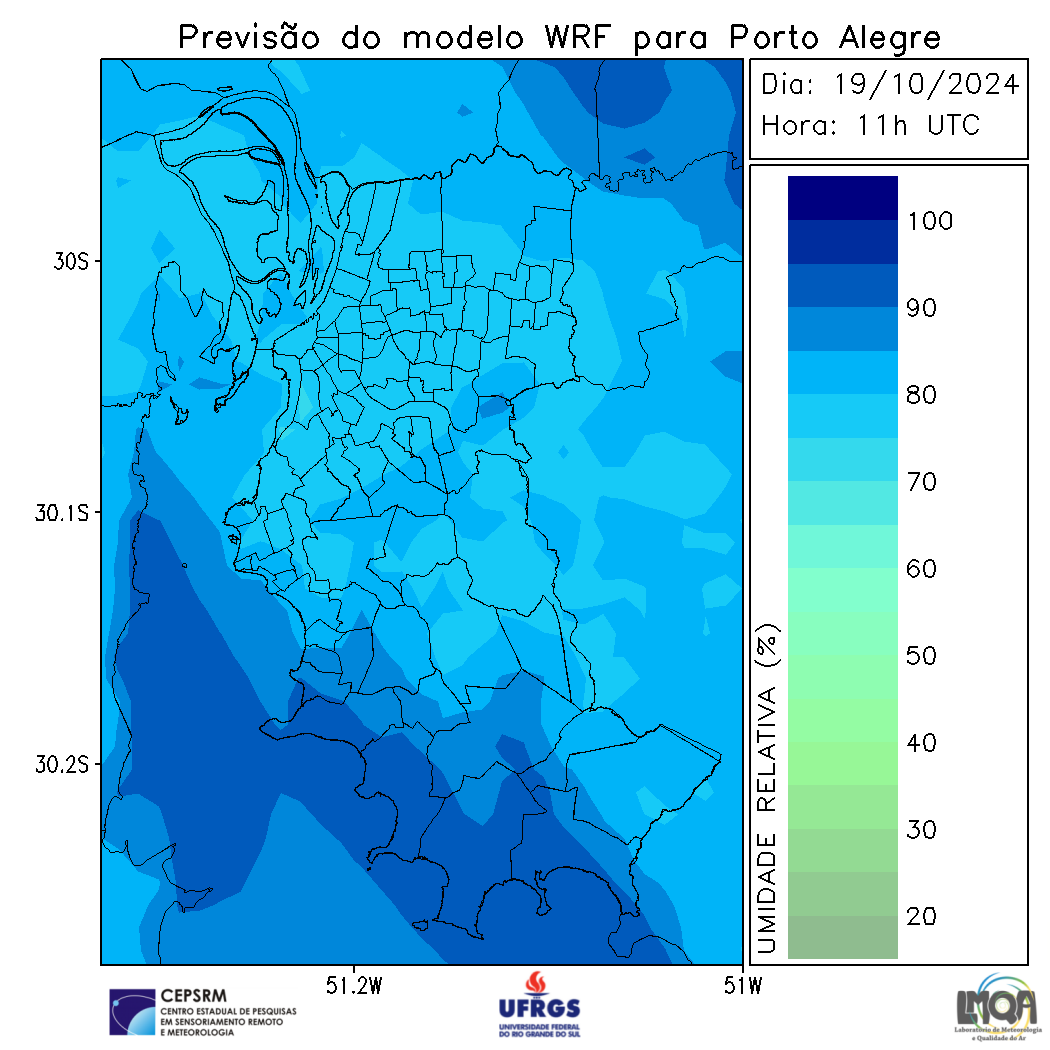 Previsão do modelo WRF para Porto Alegre
Dia: 19/10/2024
Hora: 11h UTC
30S
30.1S
30.2S
51.2W
51W
100
90
80
70
60
50
40
30
20
UMIDADE RELATIVA (%)
CEPSRM
CENTRO ESTADUAL DE PESQUISAS
EM SENSORIAMENTO REMOTO
E METEOROLOGIA
UFRGS
UNIVERSIDADE FEDERAL
DO RIO GRANDE DO SUL
LMQA
Laboratório de Meteorologia
e Qualidade do Ar